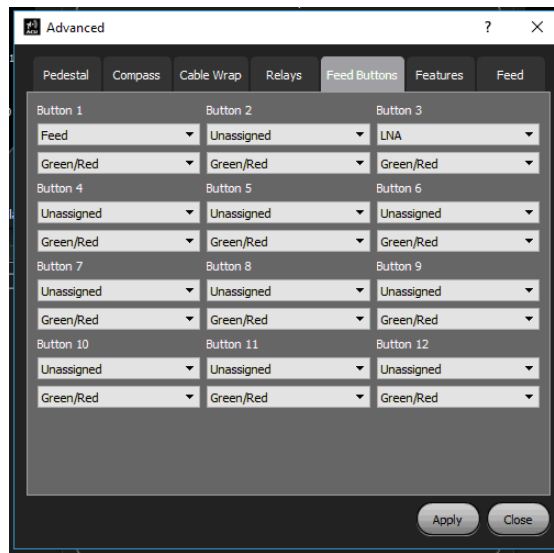 Advanced
? X
Pedestal Compass Cable Wrap Relays Feed Buttons Features Feed
Button 1 Button 2 Button 3
Feed Unassigned LNA
Green/Red Green/Red Green/Red
Button 4 Button 5 Button 6
Unassigned Unassigned Unassigned
Green/Red Green/Red Green/Red
Button 7 Button 8 Button 9
Unassigned Unassigned Unassigned
Green/Red Green/Red Green/Red
Button 10 Button 11 Button 12
Unassigned Unassigned Unassigned
Green/Red Green/Red Green/Red
Apply Close